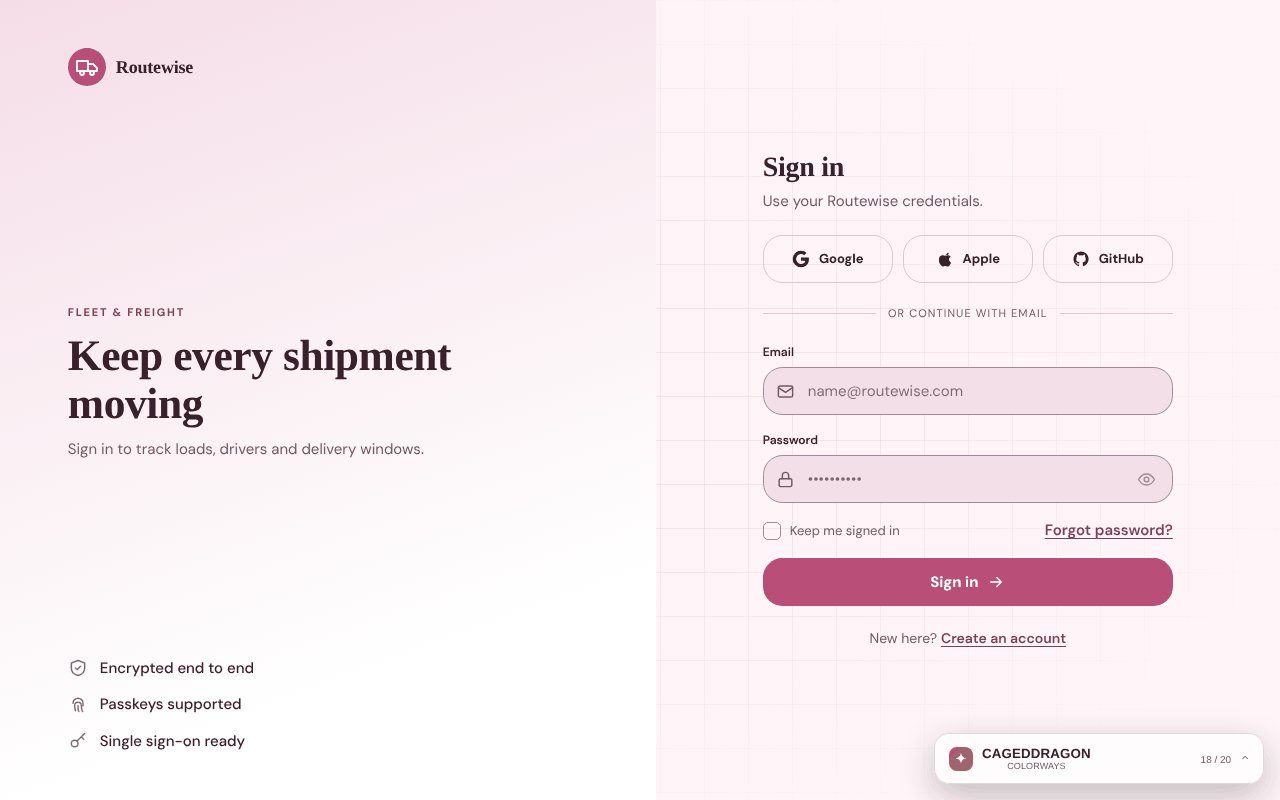 Routewise
FLEET & FREIGHT
Keep every shipment
moving
Sign in to track loads, drivers and delivery windows.
Encrypted end to end
Passkeys supported
Single sign-on ready
Sign in
Use your Routewise credentials.
Google
Apple
GitHub
OR CONTINUE WITH EMAIL
Email
name@routewise.com
Password
••••••••••
Keep me signed in
Forgot password?
Sign in
New here? Create an account
CAGEDDRAGON
COLORWAYS
18 / 20